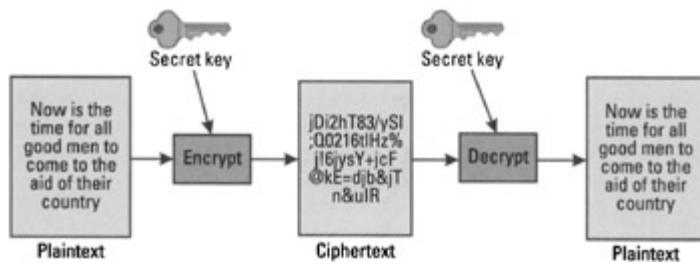 Secret key
Secret key
Now is the
time for all
good men to
come to the
aid of their
country
Encrypt
jDi2hT83/ySI
;Q0216tIHz%
j!6jysY+jcF
@kE=djb&jT
n&uIR
Decrypt
Now is the
time for all
good men to
come to the
aid of their
country
Plaintext
Ciphertext
Plaintext